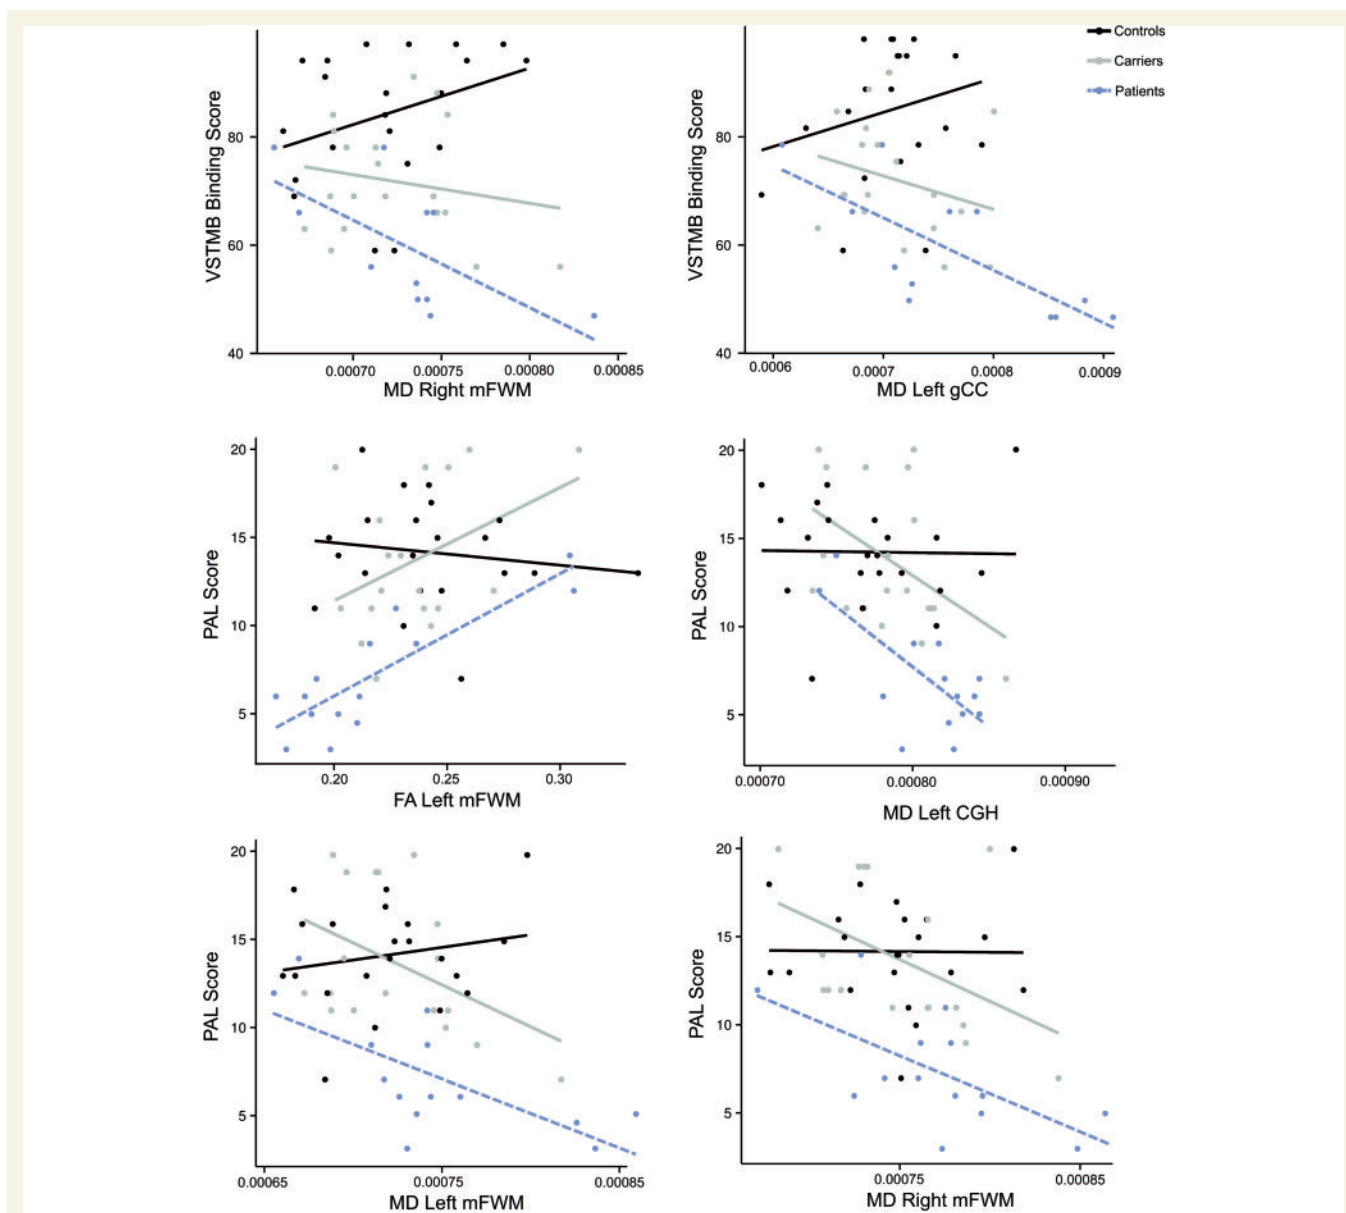 Controls
Carriers
Patients
VSTMB Binding Score
80
60
40
0.00070
0.00075
0.00080
0.00085
MD Right mFWM
VSTMB Binding Score
80
60
40
0.0006
0.0007
0.0008
0.0009
MD Left gCC
PAL Score
20
15
10
5
0.20
0.25
0.30
FA Left mFWM
PAL Score
20
15
10
5
0.00070
0.00080
0.00090
MD Left CGH
PAL Score
20
15
10
5
0.00065
0.00075
0.00085
MD Left mFWM
PAL Score
20
15
10
5
0.00075
0.00085
MD Right mFWM